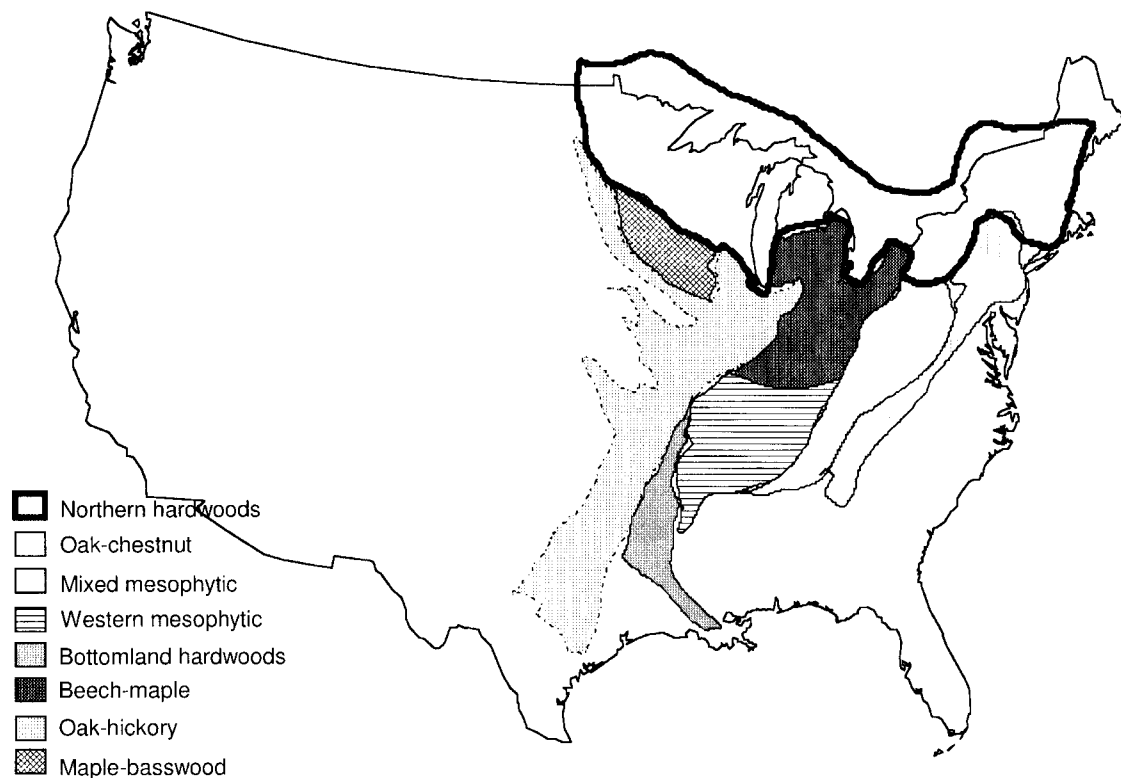 Northern hardwoods
Oak-chestnut
Mixed mesophytic
Western mesophytic
Bottomland hardwoods
Beech-maple
Oak-hickory
Maple-basswood